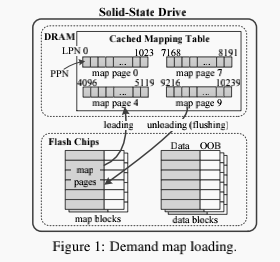 Solid-State Drive
DRAM
Cached Mapping Table
LPN 0 1023 7168 8191
...
...
PPN
map page 0 map page 7
4096 5119 9216 10239
...
...
map page 4 map page 9
loading unloading (flushing)
Flash Chips
Data OOB
map
pages
map blocks data blocks
Figure 1: Demand map loading.